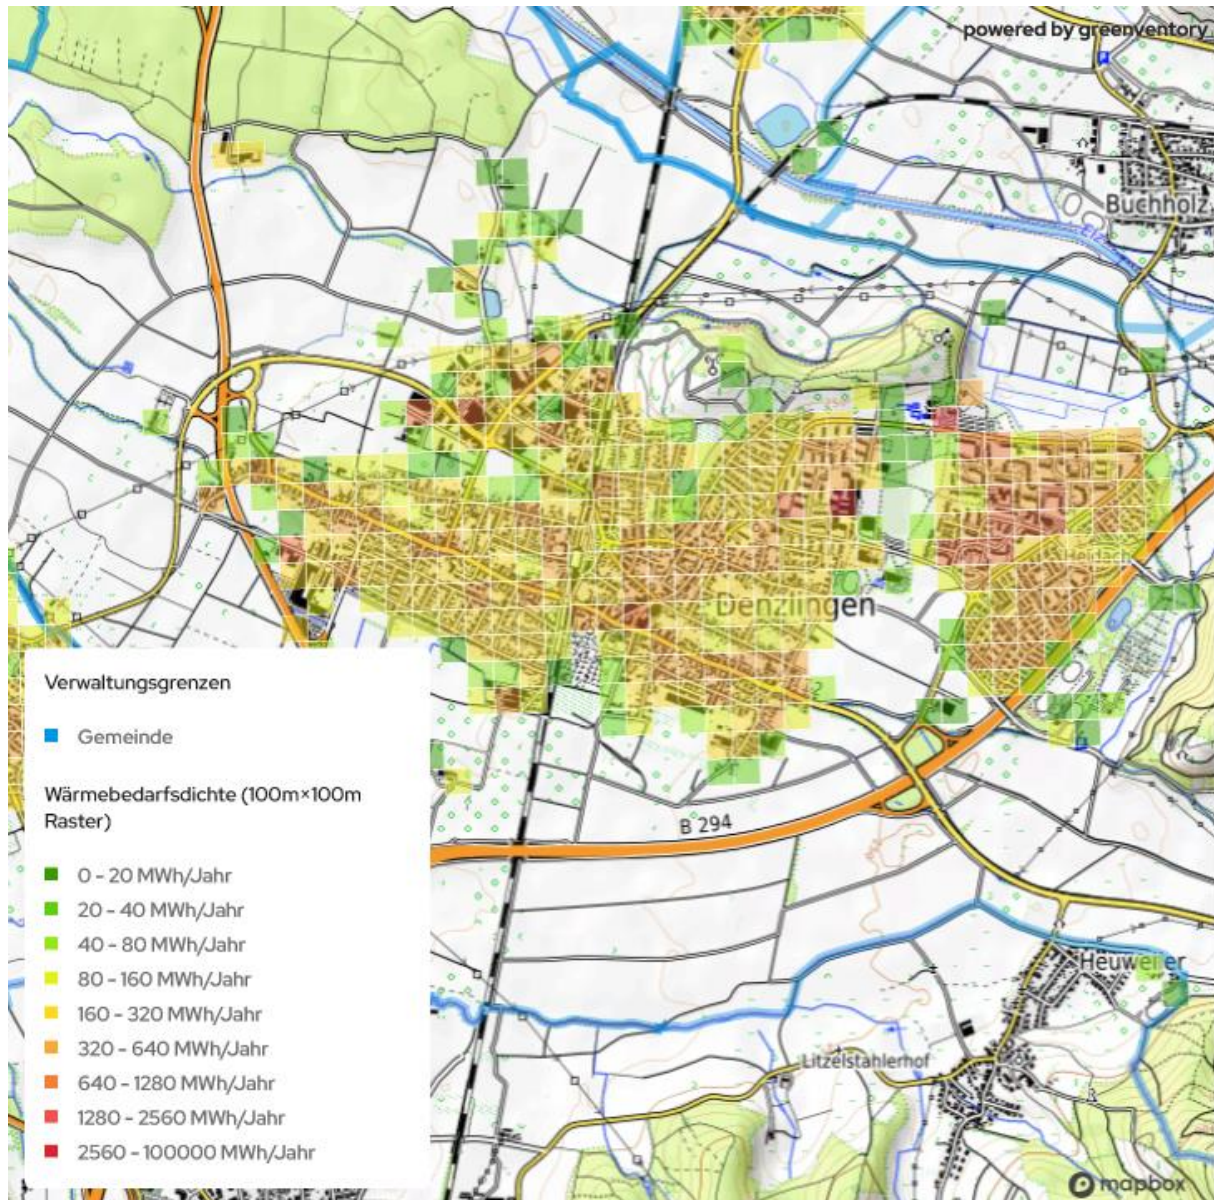 powered by greenventory
Buchholz
Elz
Heidach
Denzlingen
Verwaltungsgrenzen
Gemeinde
Wärmebedarfsdichte (100m×100m
Raster)
0 - 20 MWh/Jahr
20 - 40 MWh/Jahr
40 - 80 MWh/Jahr
80 - 160 MWh/Jahr
160 - 320 MWh/Jahr
320 - 640 MWh/Jahr
640 - 1280 MWh/Jahr
1280 - 2560 MWh/Jahr
2560 - 100000 MWh/Jahr
B 294
Heuweiler
Litzelstahlerhof
mapbox